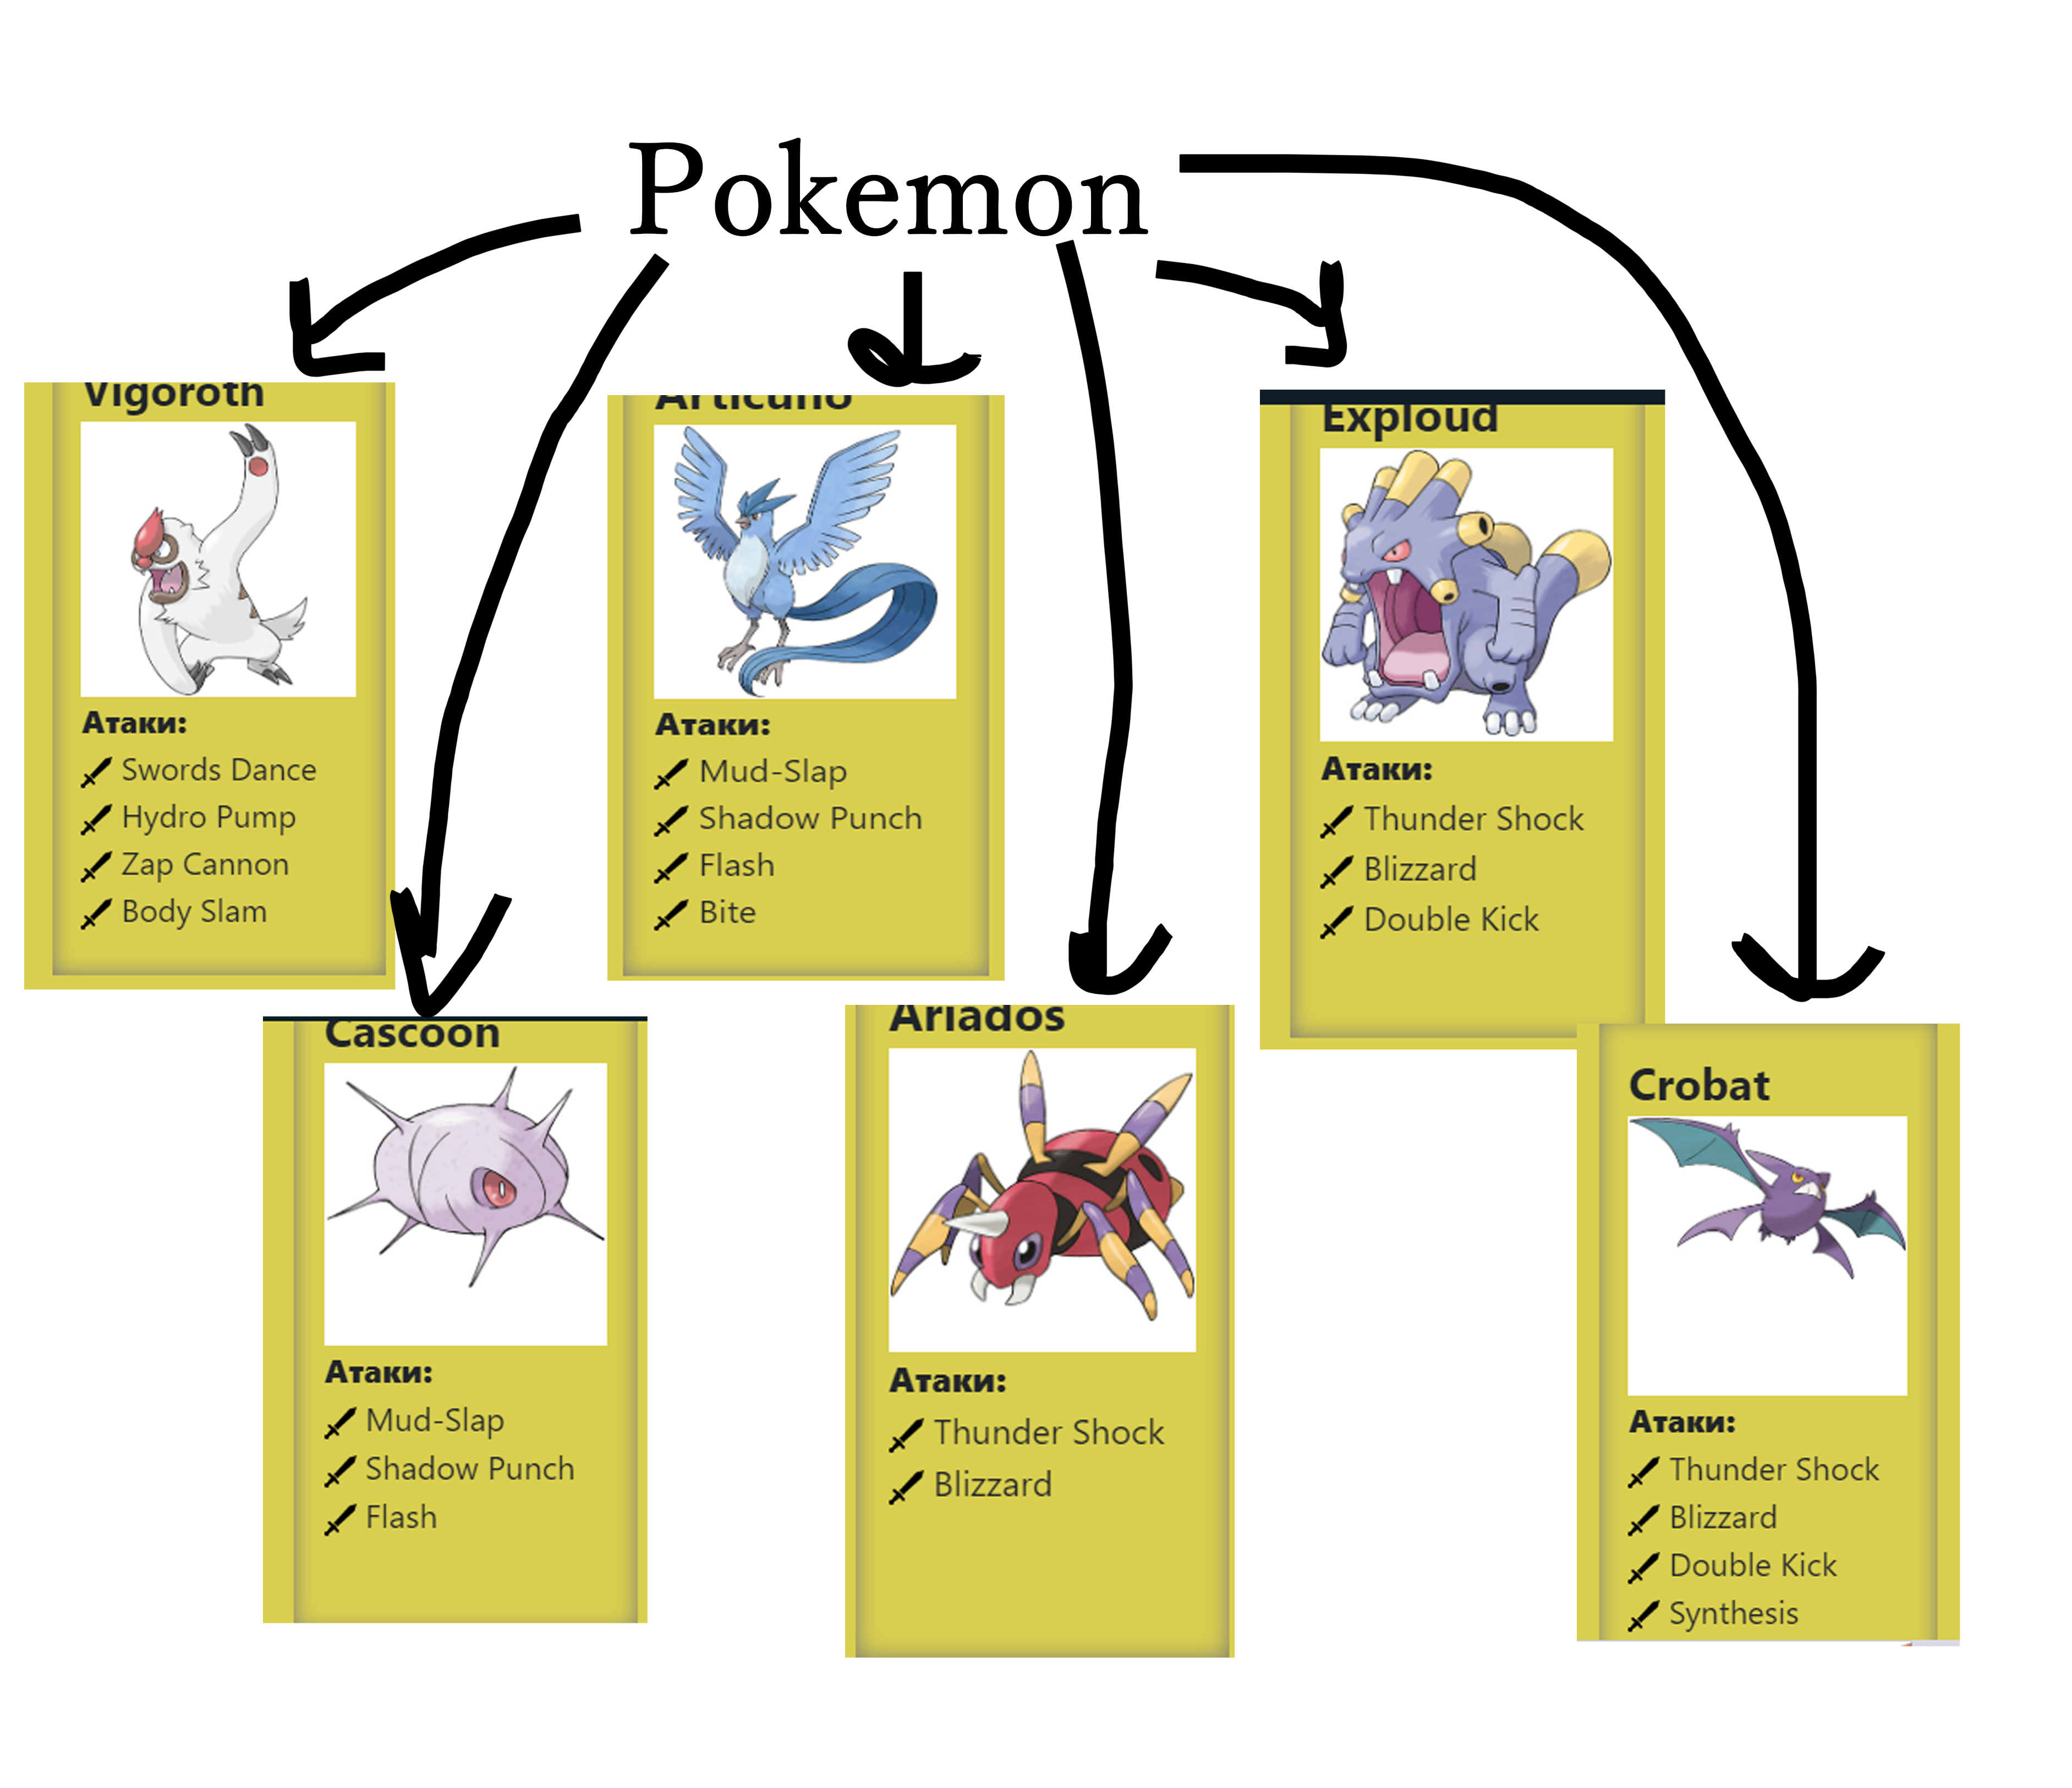 Pokemon
Vigoroth
Атаки:
Swords Dance
Hydro Pump
Zap Cannon
Body Slam
Articuno
Атаки:
Mud-Slap
Shadow Punch
Flash
Bite
Exploud
Атаки:
Thunder Shock
Blizzard
Double Kick
Cascoon
Атаки:
Mud-Slap
Shadow Punch
Flash
Ariados
Атаки:
Thunder Shock
Blizzard
Crobat
Атаки:
Thunder Shock
Blizzard
Double Kick
Synthesis